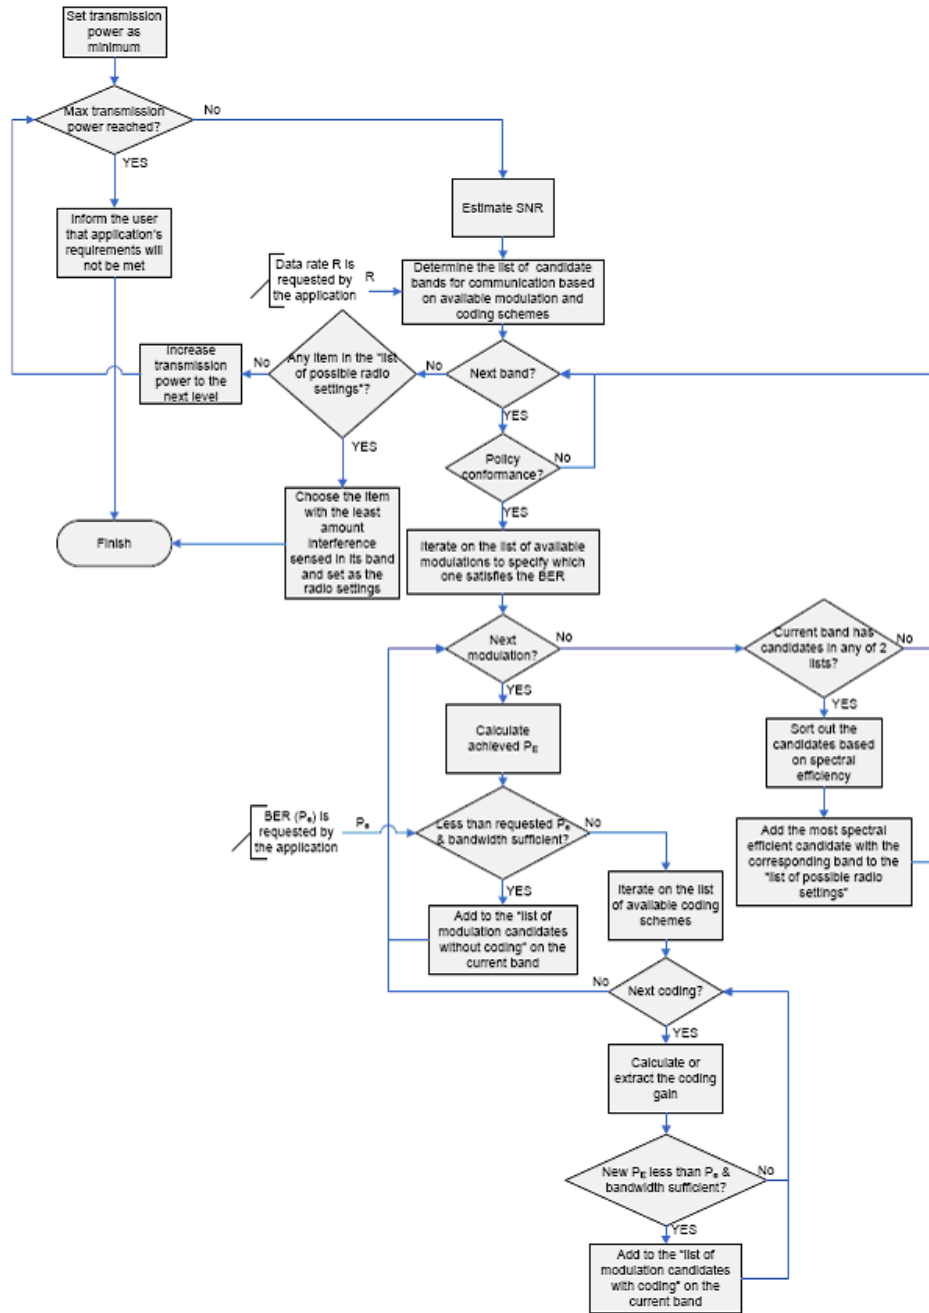 Set transmission
power as
minimum
Max transmission
power reached?
No
YES
Inform the user
that application's
requirements will
not be met
Estimate SNR
Data rate R is
requested by
the application
R
Determine the list of candidate
bands for communication based
on available modulation and
coding schemes
Increase
transmission
power to the
next level
No
Any item in the "list
of possible radio
settings"?
No
Next band?
YES
YES
Policy
conformance?
No
YES
Choose the item
with the least
amount
interference
sensed in its band
and set as the
radio settings
Finish
Iterate on the list of available
modulations to specify which
one satisfies the BER
Next
modulation?
No
YES
Current band has
candidates in any of 2
lists?
No
YES
Calculate
achieved PE
Sort out the
candidates based
on spectral
efficiency
BER (Pe) is
requested by
the application
Pe
Less than requested Pe
& bandwidth sufficient?
No
YES
Add the most spectral
efficient candidate with the
corresponding band to the
"list of possible radio
settings"
Iterate on the list
of available coding
schemes
Add to the "list of
modulation candidates
without coding" on the
current band
No
Next coding?
YES
Calculate or
extract the coding
gain
New PE less than Pe &
bandwidth sufficient?
No
YES
Add to the "list of
modulation candidates
with coding" on the
current band